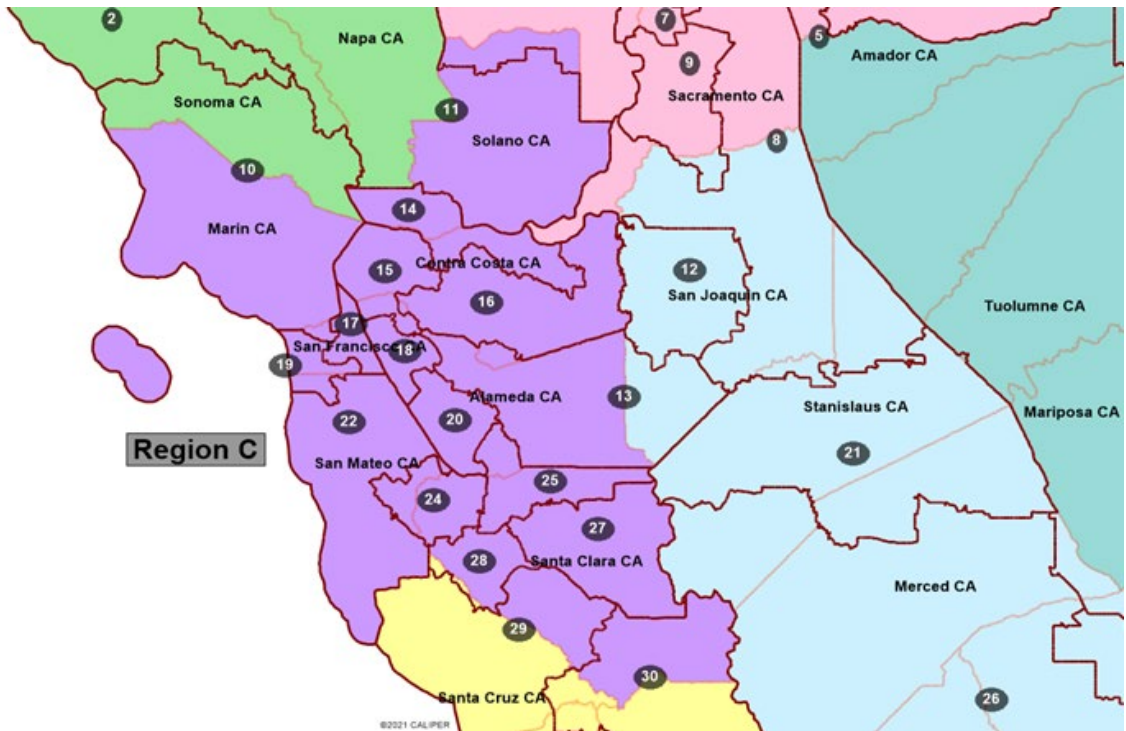 2
Napa CA
7
5
Amador CA
9
Sacramento CA
Sonoma CA
11
Solano CA
8
10
14
Marin CA
Contra Costa CA
15
12
16
San Joaquin CA
Tuolumne CA
17
San Francisco CA
18
19
13
Alameda CA
Stanislaus CA
Mariposa CA
20
22
Region C
21
San Mateo CA
25
24
27
28
Santa Clara CA
Merced CA
29
30
Santa Cruz CA
26
©2021 CALIPER